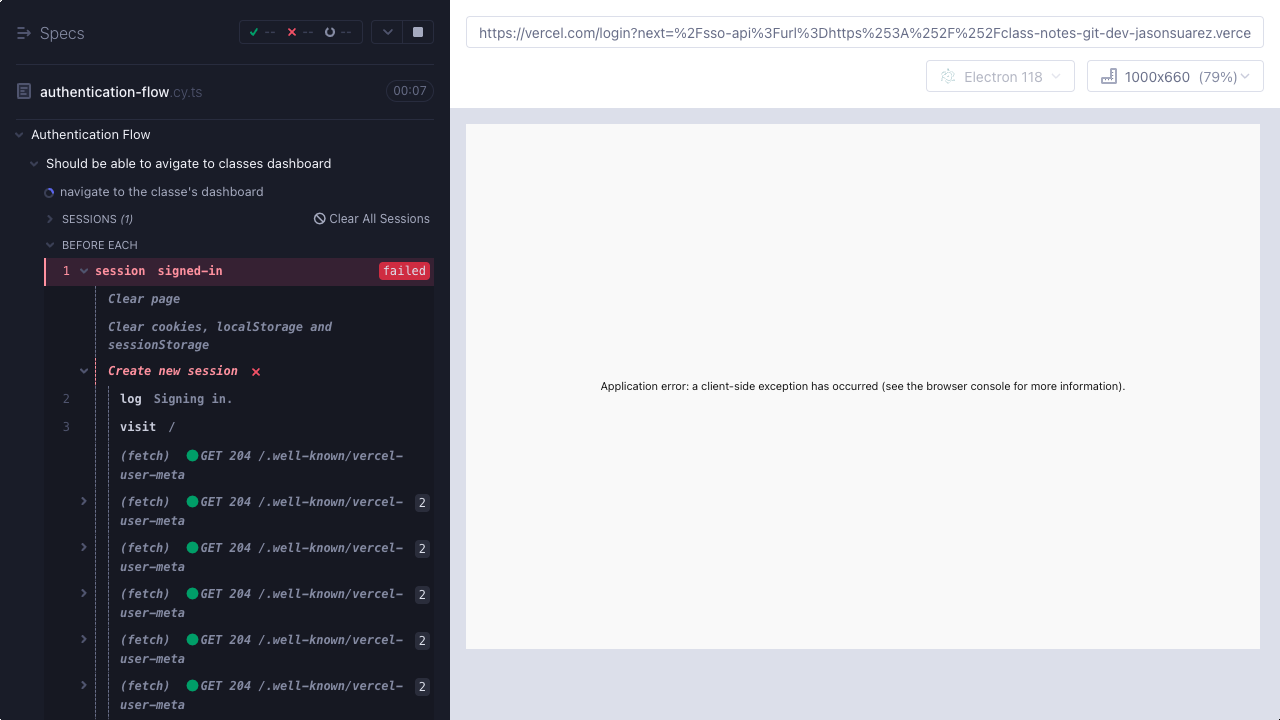 Specs
-- -- --
authentication-flow.cy.ts 00:07
Authentication Flow
Should be able to avigate to classes dashboard
navigate to the classe's dashboard
SESSIONS (1) Clear All Sessions
BEFORE EACH
1 session signed-in failed
Clear page
Clear cookies, localStorage and
sessionStorage
Create new session
2 log Signing in.
3 visit /
(fetch) GET 204 /.well-known/vercel-
user-meta
(fetch) GET 204 /.well-known/vercel- 2
user-meta
(fetch) GET 204 /.well-known/vercel- 2
user-meta
(fetch) GET 204 /.well-known/vercel- 2
user-meta
(fetch) GET 204 /.well-known/vercel- 2
user-meta
(fetch) GET 204 /.well-known/vercel- 2
user-meta
https://vercel.com/login?next=%2Fsso-api%3Furl%3Dhttps%253A%252F%252Fclass-notes-git-dev-jasonsuarez.verce
Electron 118
1000x660 (79%)
Application error: a client-side exception has occurred (see the browser console for more information).